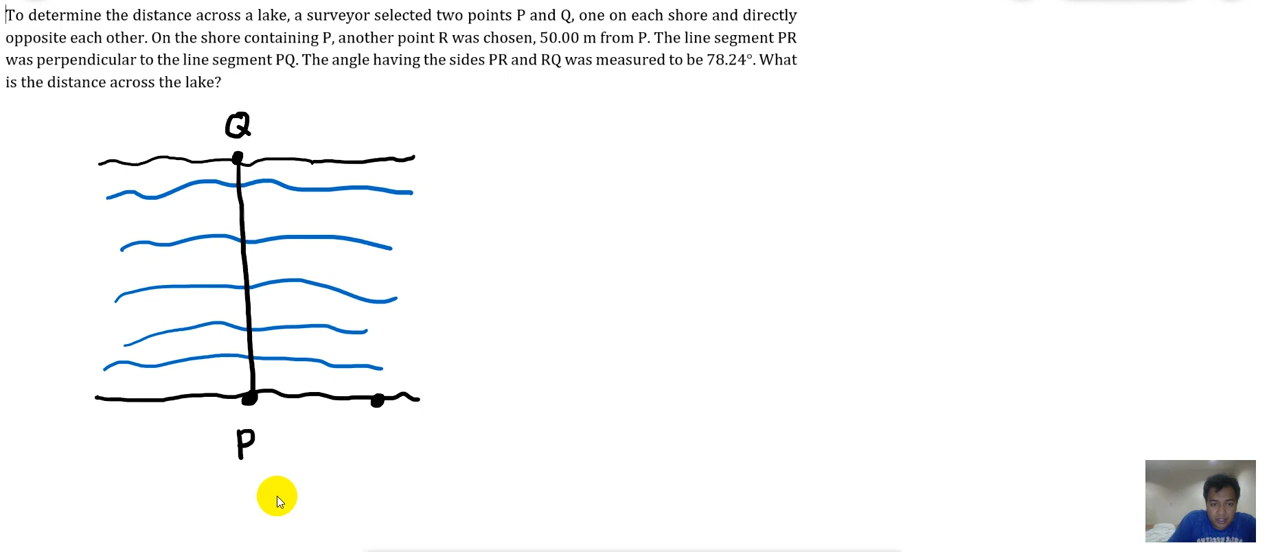 To determine the distance across a lake, a surveyor selected two points P and Q, one on each shore and directly
opposite each other. On the shore containing P, another point R was chosen, 50.00 m from P. The line segment PR
was perpendicular to the line segment PQ. The angle having the sides PR and RQ was measured to be 78.24°. What
is the distance across the lake?
Q
P